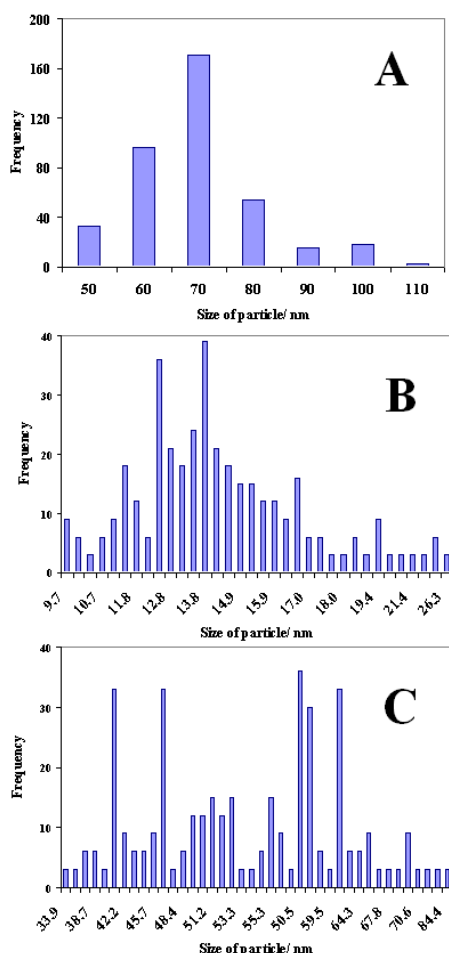 200
160
120
80
40
0
Frequency
A
50 60 70 80 90 100 110
Size of particle/ nm
40
30
20
10
0
Frequency
B
9.7 10.7 11.8 12.8 13.8 14.9 15.9 17.0 18.0 19.4 21.4 26.3
Size of particle/ nm
40
30
20
10
0
Frequency
C
33.9 38.7 42.2 45.7 48.4 51.2 53.3 55.3 50.5 59.5 64.3 67.8 70.6 84.4
Size of particle/ nm